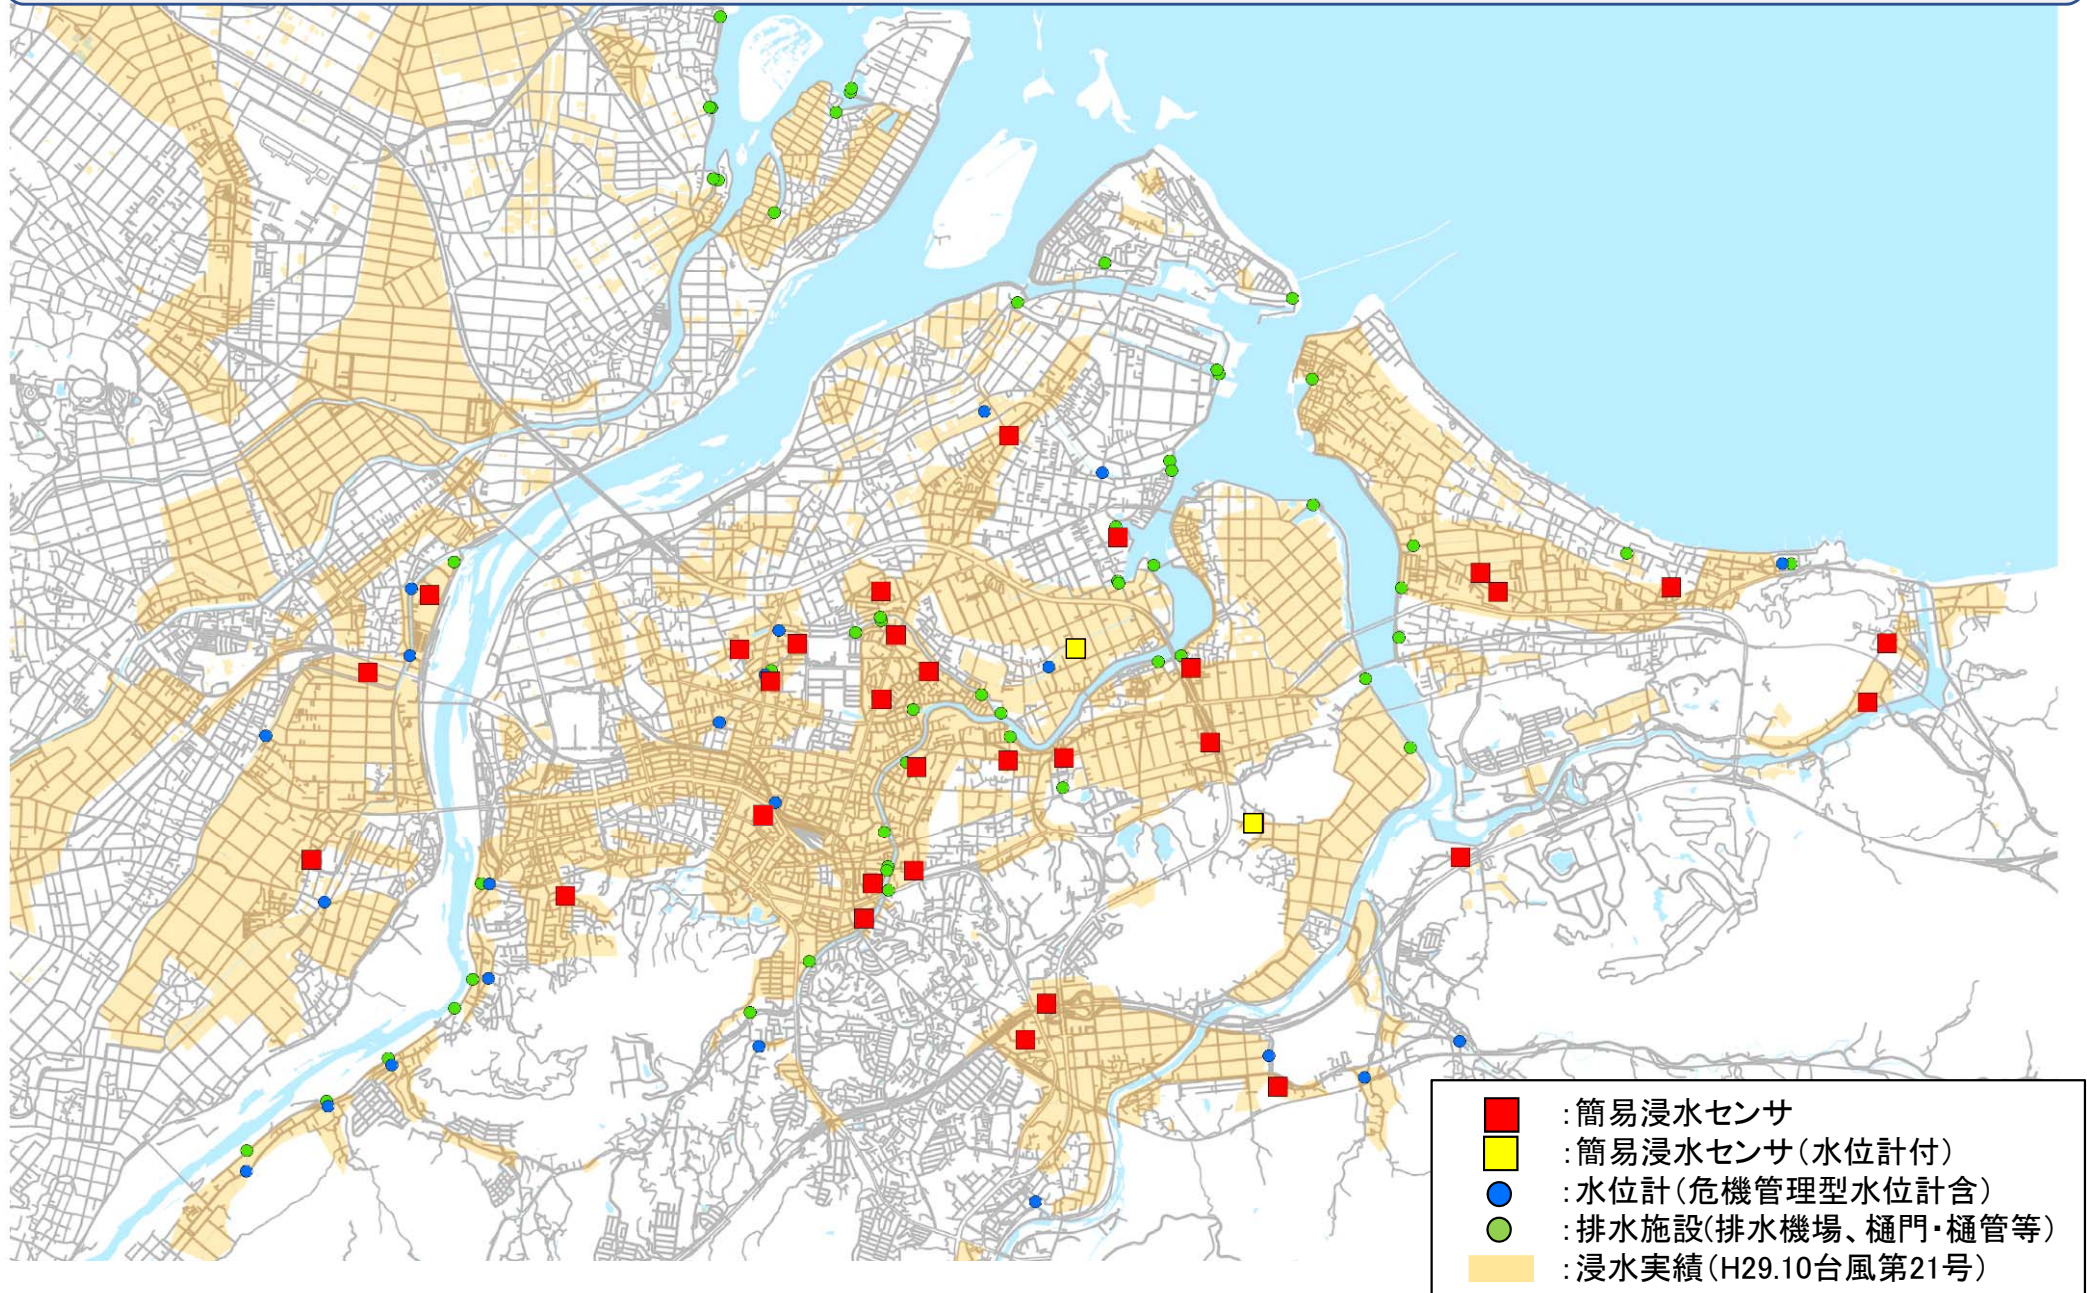 ：簡易浸水センサ
：簡易浸水センサ（水位計付）
：水位計（危機管理型水位計含）
：排水施設（排水機場、樋門・樋管等）
：浸水実績（H29.10台風第21号）